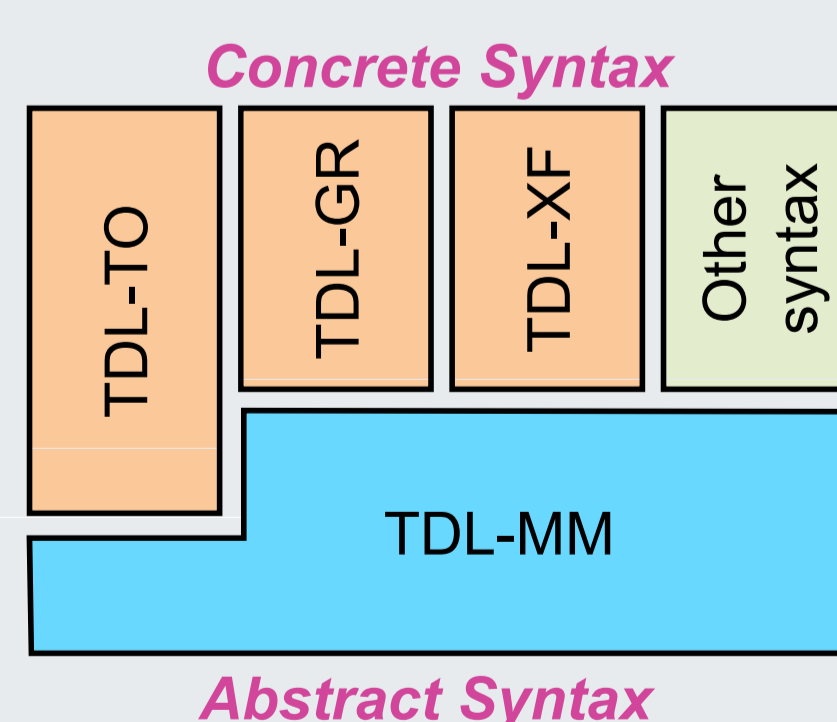 Concrete Syntax
TDL-TO
TDL-GR
TDL-XF
Other
syntax
TDL-MM
Abstract Syntax